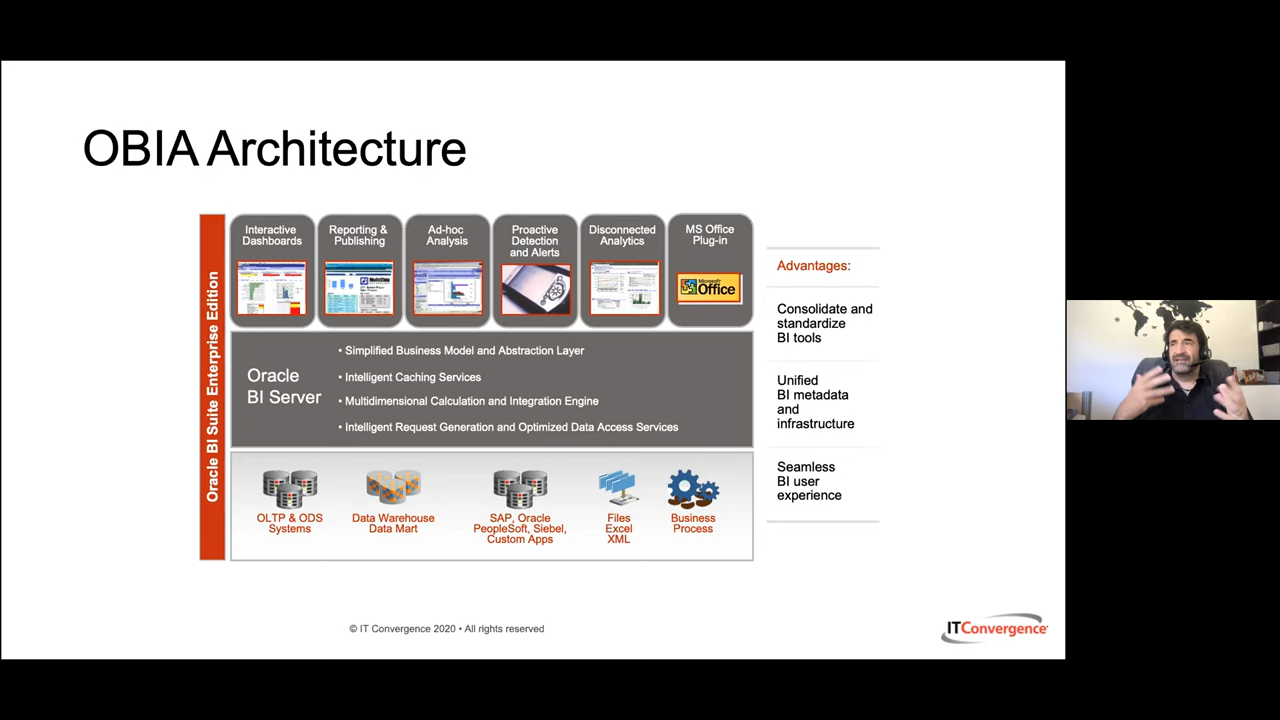 OBIA Architecture
Oracle BI Suite Enterprise Edition
Interactive
Dashboards
Reporting &
Publishing
Ad-hoc
Analysis
Proactive
Detection
and Alerts
Disconnected
Analytics
MS Office
Plug-in
Microsoft
Office
Oracle
BI Server
• Simplified Business Model and Abstraction Layer
• Intelligent Caching Services
• Multidimensional Calculation and Integration Engine
• Intelligent Request Generation and Optimized Data Access Services
OLTP & ODS
Systems
Data Warehouse
Data Mart
SAP, Oracle
PeopleSoft, Siebel,
Custom Apps
Files
Excel
XML
Business
Process
Advantages:
Consolidate and
standardize
BI tools
Unified
BI metadata
and
infrastructure
Seamless
BI user
experience
© IT Convergence 2020 • All rights reserved
ITConvergence